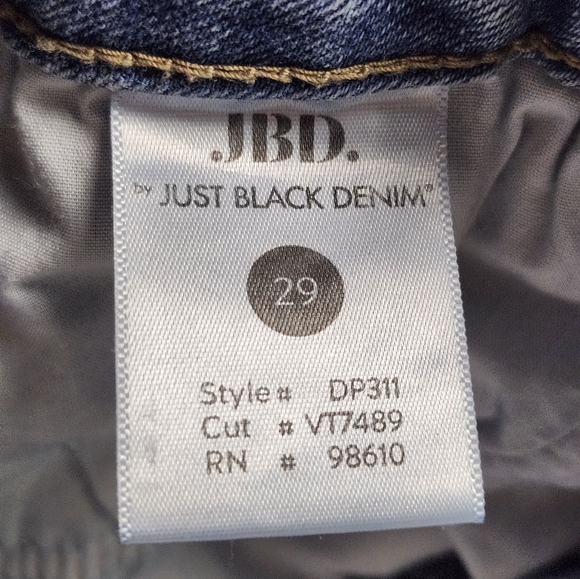 JBD.
by JUST BLACK DENIM®
29
Style # DP311
Cut # VT7489
RN # 98610